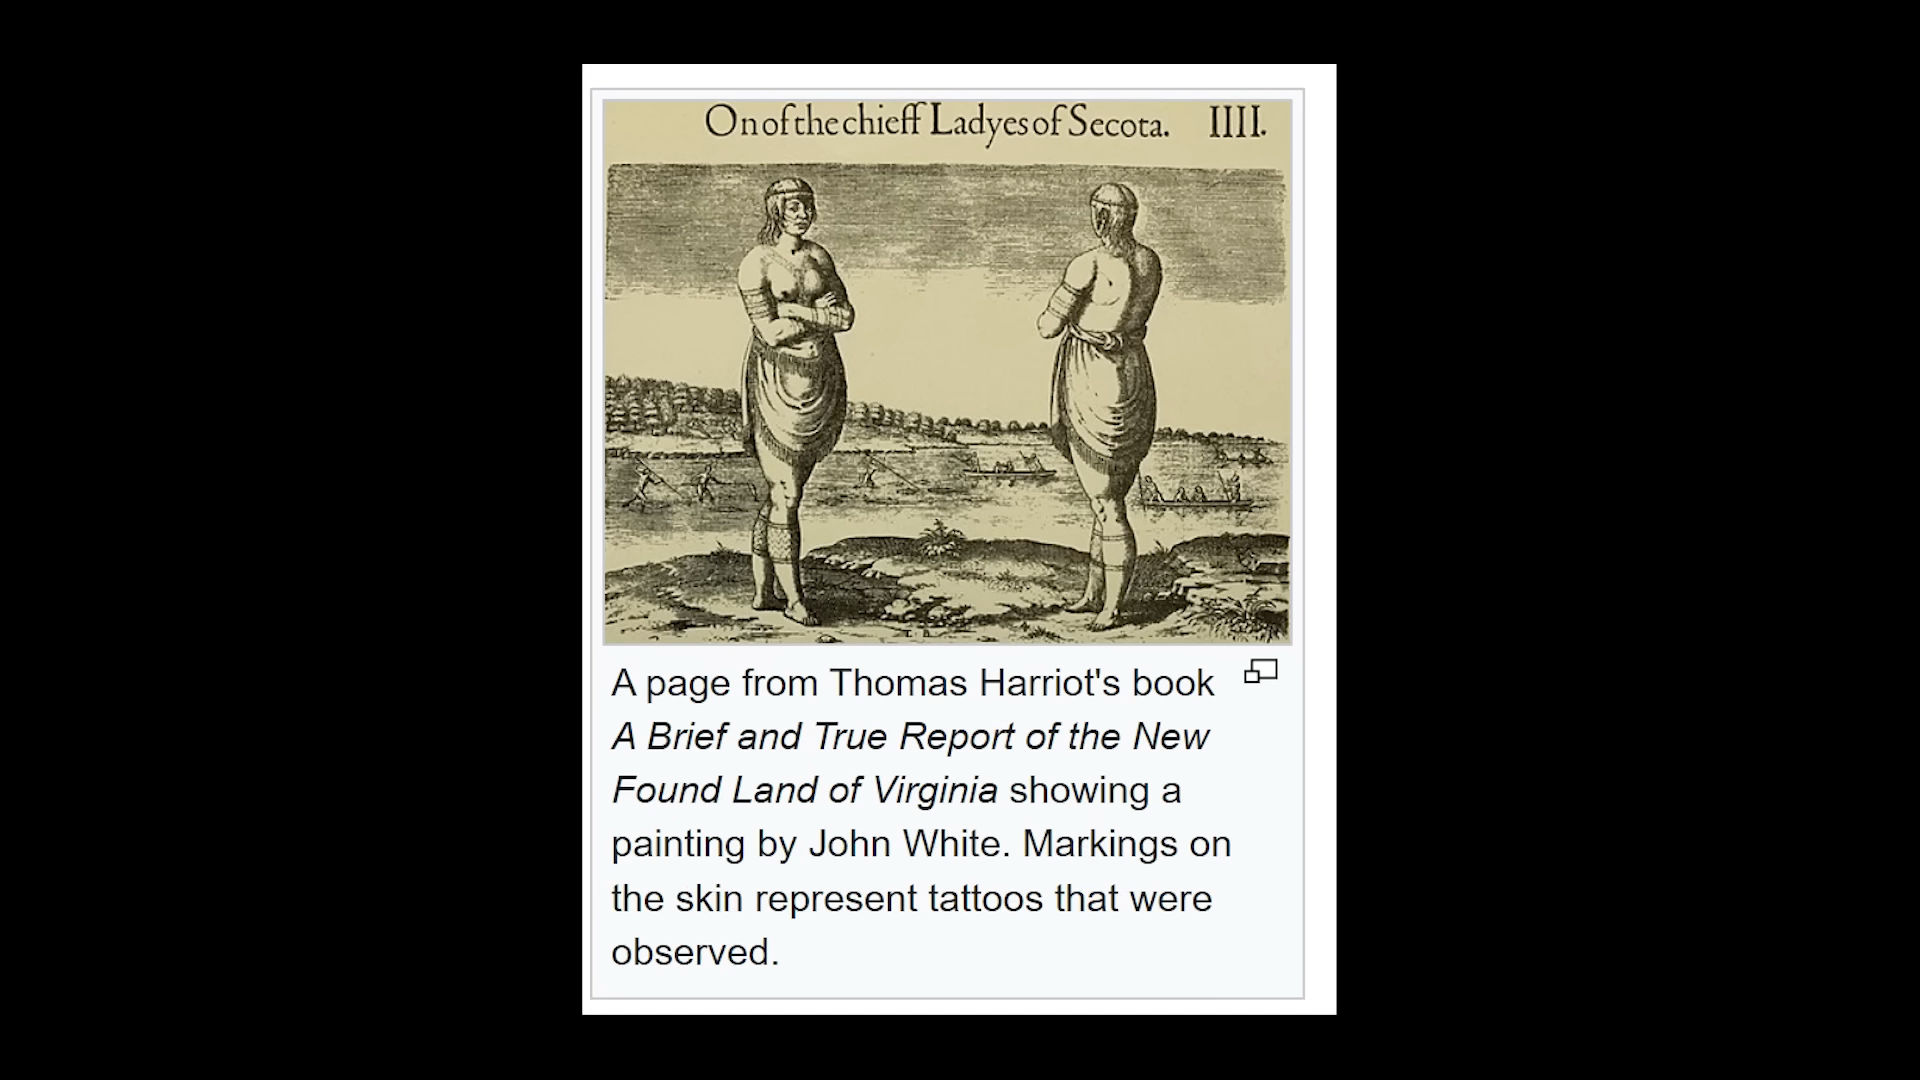 On of the chieff Ladyes of Secota. IIII.
A page from Thomas Harriot's book
A Brief and True Report of the New
Found Land of Virginia showing a
painting by John White. Markings on
the skin represent tattoos that were
observed.